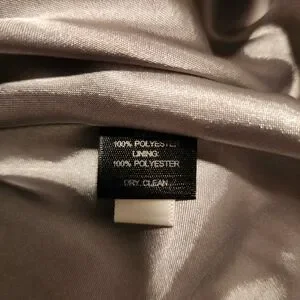 100% POLYESTER
LINING:
100% POLYESTER
DRY CLEAN